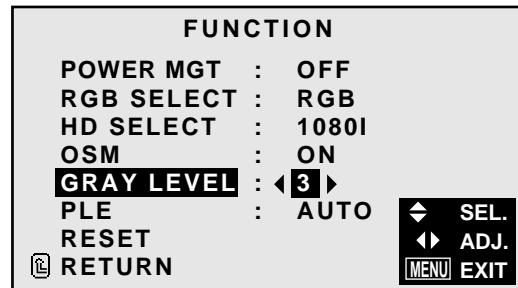 FUNCTION
POWER MGT : OFF
RGB SELECT : RGB
HD SELECT : 1080I
OSM : ON
GRAY LEVEL : 3
PLE : AUTO
RESET
RETURN
SEL.
ADJ.
MENU EXIT